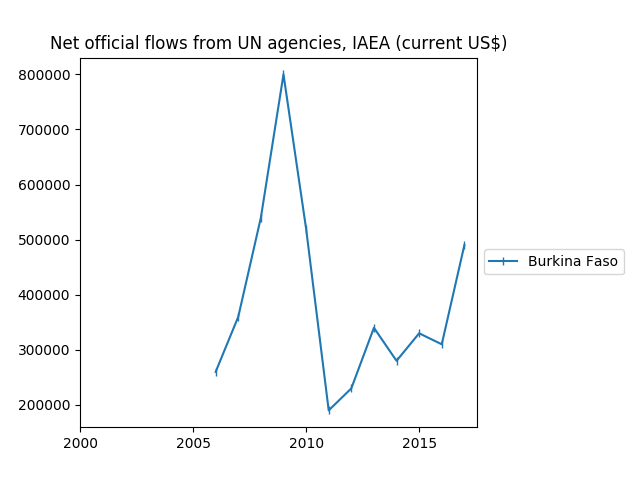 Net official flows from UN agencies, IAEA (current US$)
800000
700000
600000
500000
400000
300000
200000
2000 2005 2010 2015
Burkina Faso